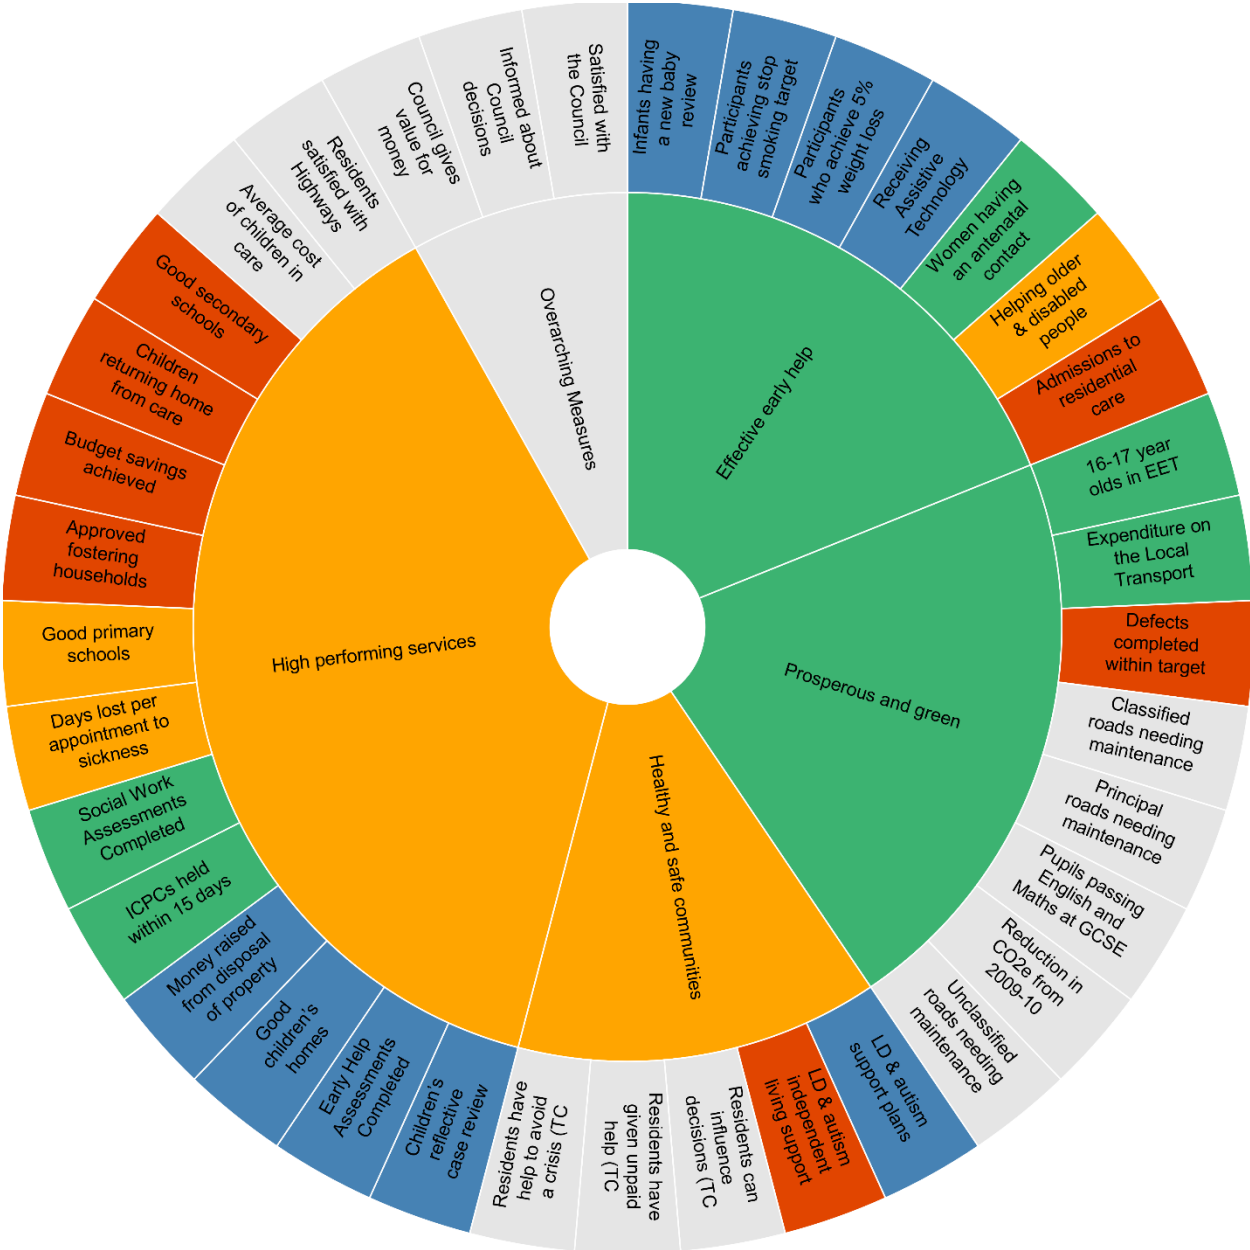 Infants having
a new baby
review
Participants
achieving stop
smoking target
Participants
who achieve 5%
weight loss
Receiving
Assistive
Technology
Women having
an antenatal
contact
Helping older
& disabled
people
Admissions to
residential
care
16-17 year
olds in EET
Expenditure on
the Local
Transport
Defects
completed
within target
Classified
roads needing
maintenance
Principal
roads needing
maintenance
Pupils passing
English and
Maths at GCSE
Reduction in
CO2e from
2009-10
Unclassified
roads needing
maintenance
LD & autism
support plans
LD & autism
independent
living support
Residents can
influence
decisions (TC
Residents have
given unpaid
help (TC
Residents have
help to avoid
a crisis (TC
Children's
reflective
case review
Early Help
Assessments
Completed
Good
children's
homes
Money raised
from disposal
of property
ICPCs held
within 15 days
Social Work
Assessments
Completed
Days lost per
appointment to
sickness
Good primary
schools
Approved
fostering
households
Budget savings
achieved
Children
returning home
from care
Good secondary
schools
Average cost
of children in
care
Residents
satisfied with
Highways
Council gives
value for
money
Informed about
Council
decisions
Satisfied with
the Council
Effective early help
Prosperous and green
Healthy and safe communities
High performing services
Overarching Measures